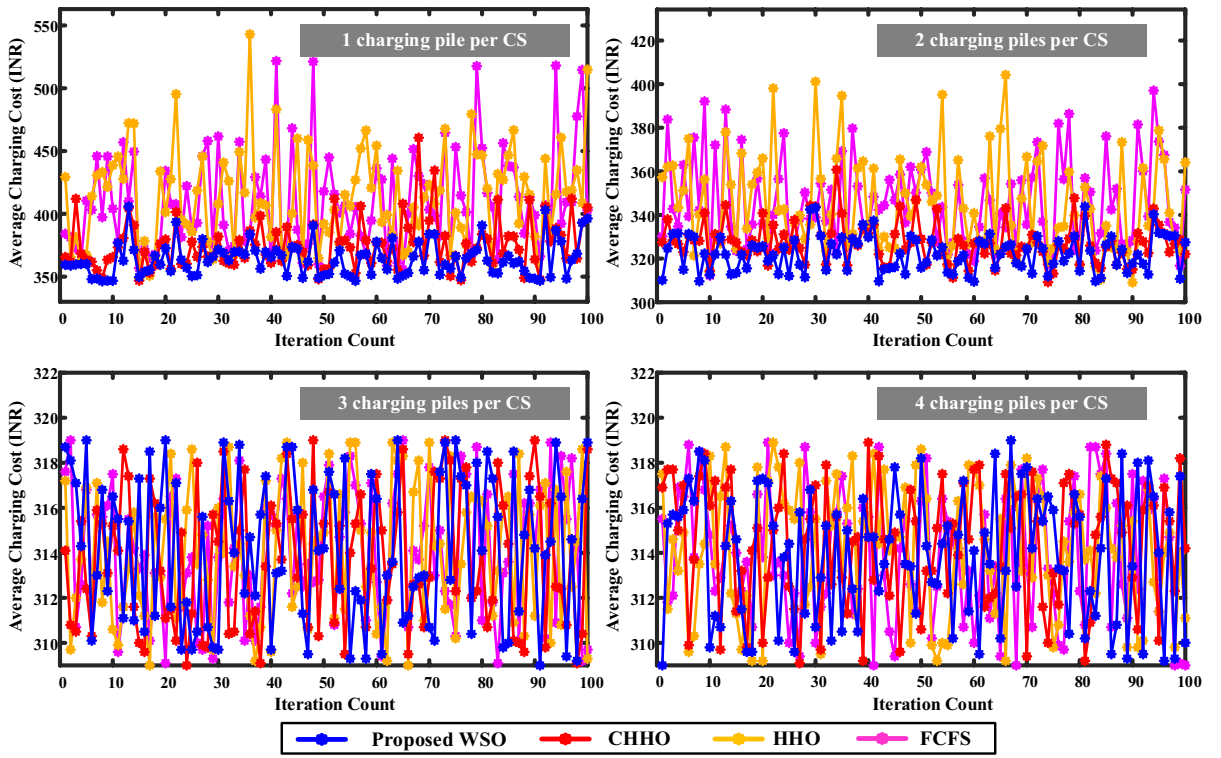 1 charging pile per CS
Average Charging Cost (INR)
550
500
450
400
350
300
0 10 20 30 40 50 60 70 80 90 100
Iteration Count
2 charging piles per CS
Average Charging Cost (INR)
420
400
380
360
340
320
300
0 10 20 30 40 50 60 70 80 90 100
Iteration Count
3 charging piles per CS
Average Charging Cost (INR)
322
320
318
316
314
312
310
0 10 20 30 40 50 60 70 80 90 100
Iteration Count
4 charging piles per CS
Average Charging Cost (INR)
322
320
318
316
314
312
310
0 10 20 30 40 50 60 70 80 90 100
Iteration Count
Proposed WSO CHHO HHO FCFS